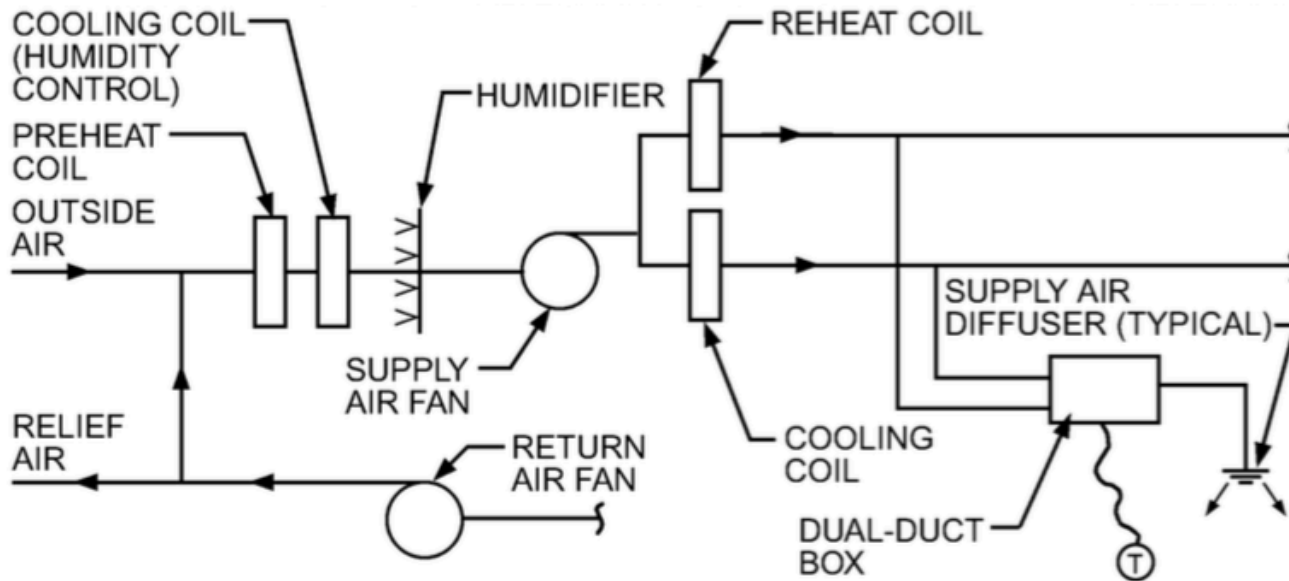 COOLING COIL
(HUMIDITY
CONTROL)
PREHEAT
COIL
OUTSIDE
AIR
HUMIDIFIER
REHEAT COIL
SUPPLY
AIR FAN
SUPPLY AIR
DIFFUSER (TYPICAL)
RELIEF
AIR
RETURN
AIR FAN
COOLING
COIL
DUAL-DUCT
BOX
T